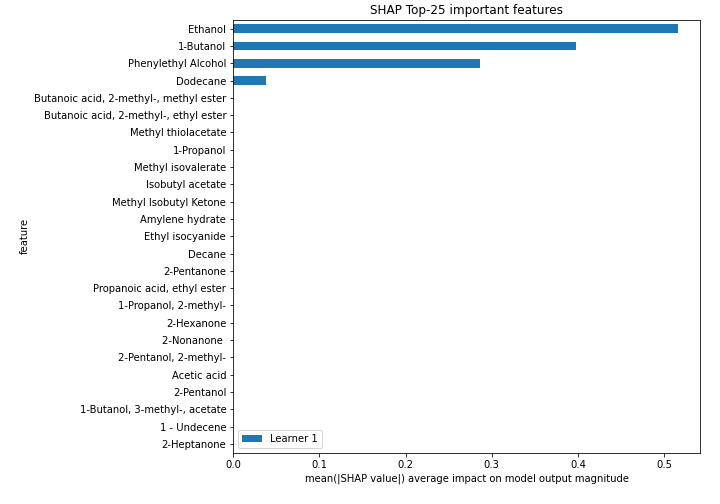 SHAP Top-25 important features
Ethanol
1-Butanol
Phenylethyl Alcohol
Dodecane
Butanoic acid, 2-methyl-, methyl ester
Butanoic acid, 2-methyl-, ethyl ester
Methyl thiolacetate
1-Propanol
Methyl isovalerate
Isobutyl acetate
Methyl Isobutyl Ketone
Amylene hydrate
Ethyl isocyanide
Decane
2-Pentanone
Propanoic acid, ethyl ester
1-Propanol, 2-methyl-
2-Hexanone
2-Nonanone
2-Pentanol, 2-methyl-
Acetic acid
2-Pentanol
1-Butanol, 3-methyl-, acetate
1 - Undecene
2-Heptanone
feature
Learner 1
0.0 0.1 0.2 0.3 0.4 0.5
mean(|SHAP value|) average impact on model output magnitude